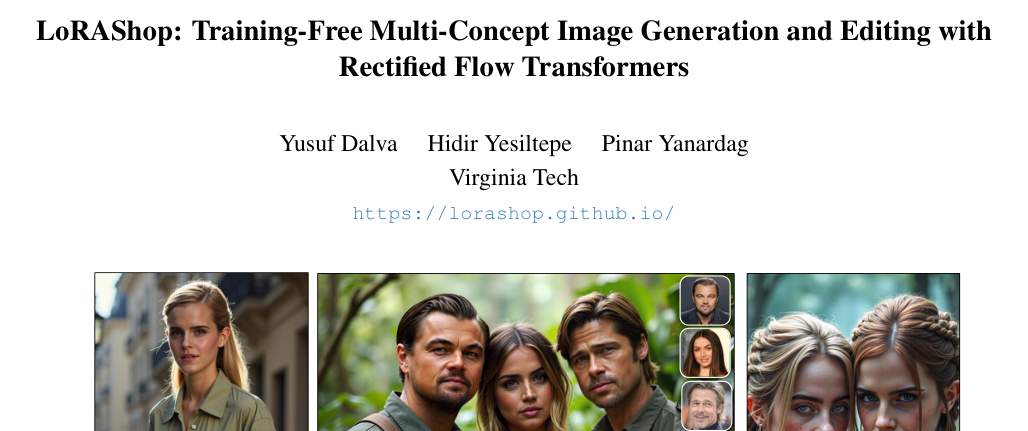 LoRAShop: Training-Free Multi-Concept Image Generation and Editing with
Rectified Flow Transformers
Yusuf Dalva Hidir Yesiltepe Pinar Yanardag
Virginia Tech
https://lorashop.github.io/